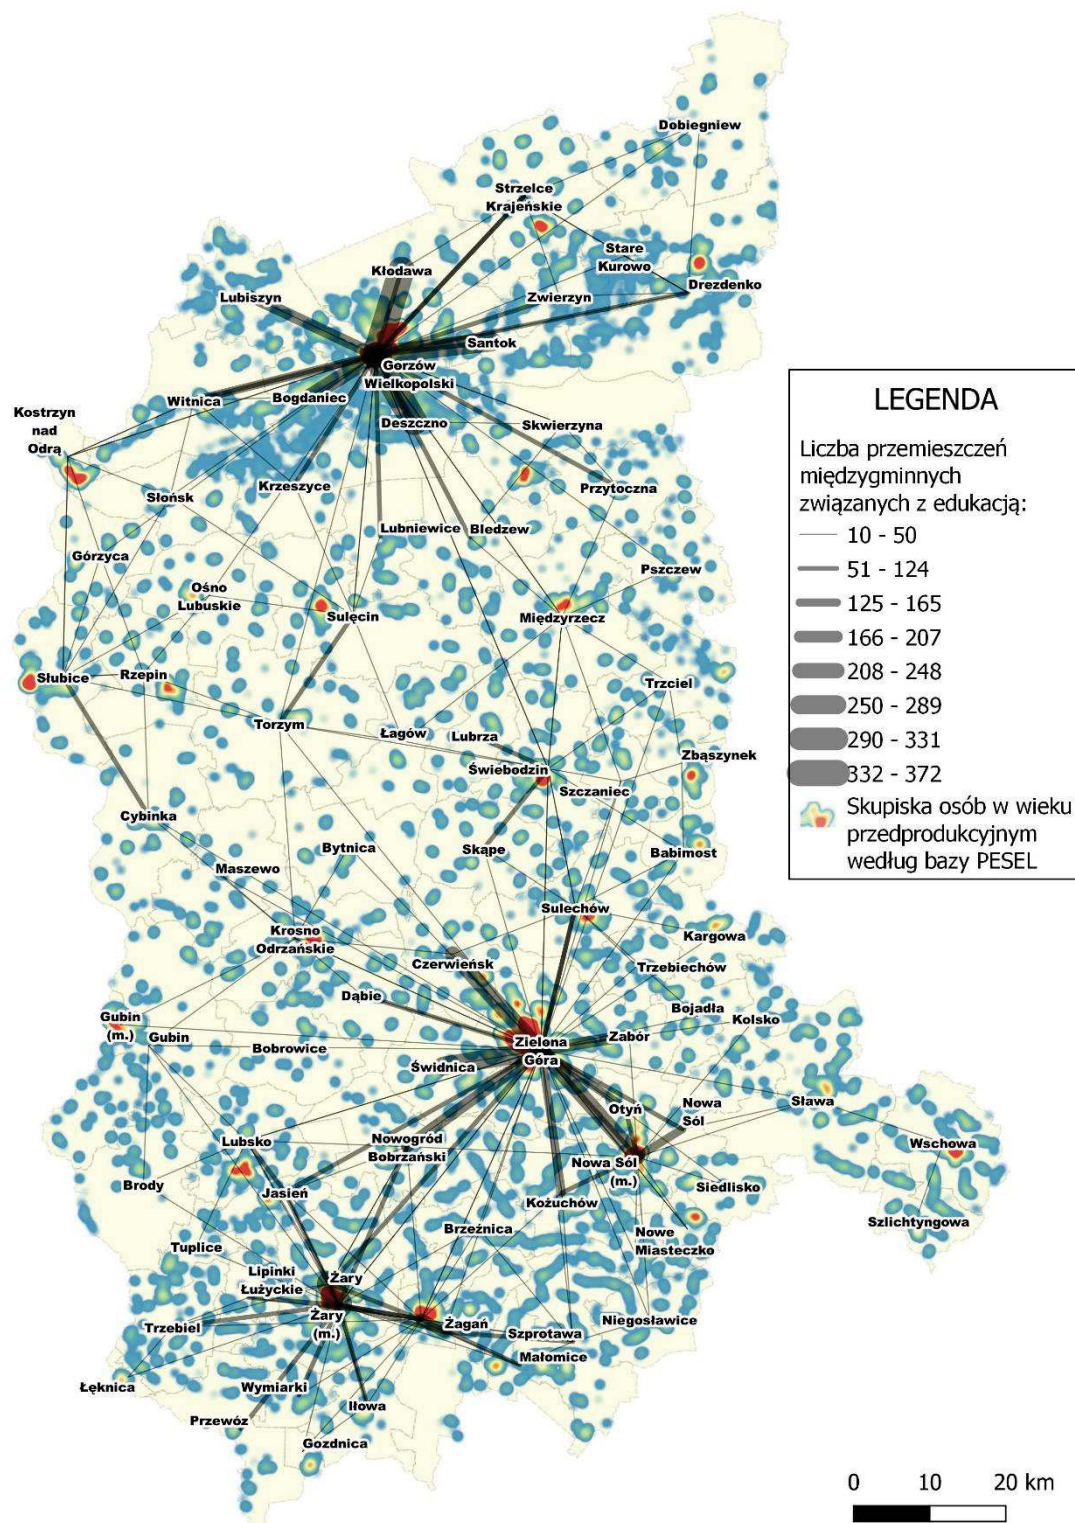 Dobiegniew
Strzelce
Krajeńskie
Stare
Kurowo
Kłodawa
Drezdenko
Lubiszyn
Zwierzyn
Santok
Gorzów
Wielkopolski
Witnica
Bogdaniec
Kostrzyn
nad
Odrą
Deszczno
Skwierzyna
Słońsk
Krzeszyce
Przytoczna
Lubniewice
Bledzew
Górzyca
Pszczew
Ośno
Lubuskie
Sulęcin
Międzyrzecz
Słubice
Rzepin
Trzciel
Torzym
Łagów
Lubrza
Zbąszynek
Świebodzin
Szczaniec
Cybinka
Bytnica
Skąpe
Babimost
Maszewo
Sulechów
Krosno
Odrzańskie
Kargowa
Czerwieńsk
Trzebiechów
Dąbie
Bojadła
Kolsko
Gubin
(m.)
Gubin
Bobrowice
Zielona
Góra
Zabór
Świdnica
Otyń
Nowa
Sól
Sława
Lubsko
Nowogród
Bobrzański
Wschowa
Nowa Sól
(m.)
Brody
Jasień
Siedlisko
Kożuchów
Szlichtyngowa
Brzeźnica
Nowe
Miasteczko
Tuplice
Lipinki
Łużyckie
Żary
Trzebiel
Żary
(m.)
Żagań
Szprotawa
Niegosławice
Małomice
Łęknica
Wymiarki
Iłowa
Przewóz
Gozdnica
LEGENDA
Liczba przemieszczeń
międzygminnych
związanych z edukacją:
10 - 50
51 - 124
125 - 165
166 - 207
208 - 248
250 - 289
290 - 331
332 - 372
Skupiska osób w wieku
przedprodukcyjnym
według bazy PESEL
0 10 20 km